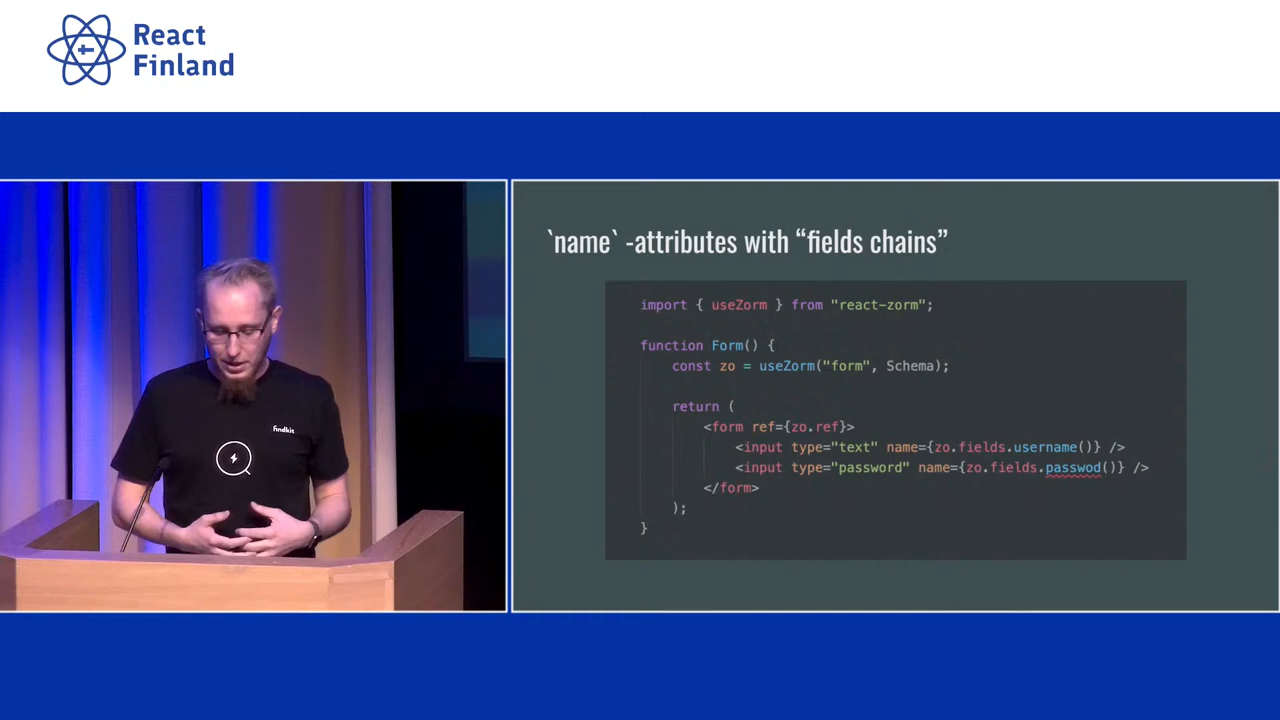 React
Finland
findkit
`name` -attributes with “fields chains”
import { useZorm } from "react-zorm";
function Form() {
const zo = useZorm("form", Schema);
return (
<form ref={zo.ref}>
<input type="text" name={zo.fields.username()} />
<input type="password" name={zo.fields.passwod()} />
</form>
);
}